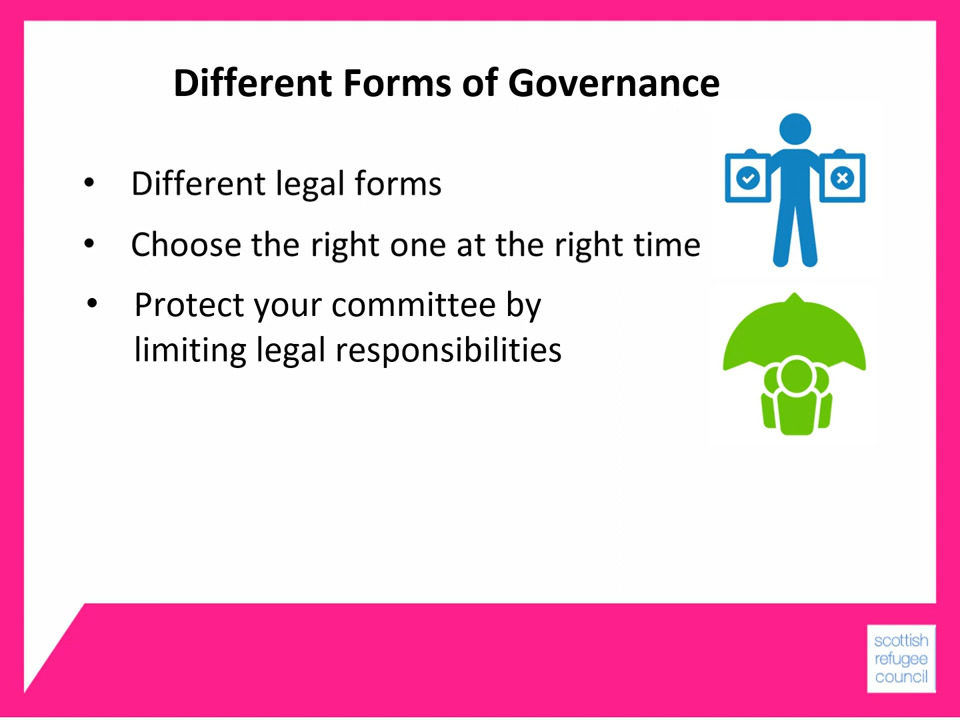 Different Forms of Governance
• Different legal forms
• Choose the right one at the right time
• Protect your committee by
limiting legal responsibilities
scottish
refugee
council